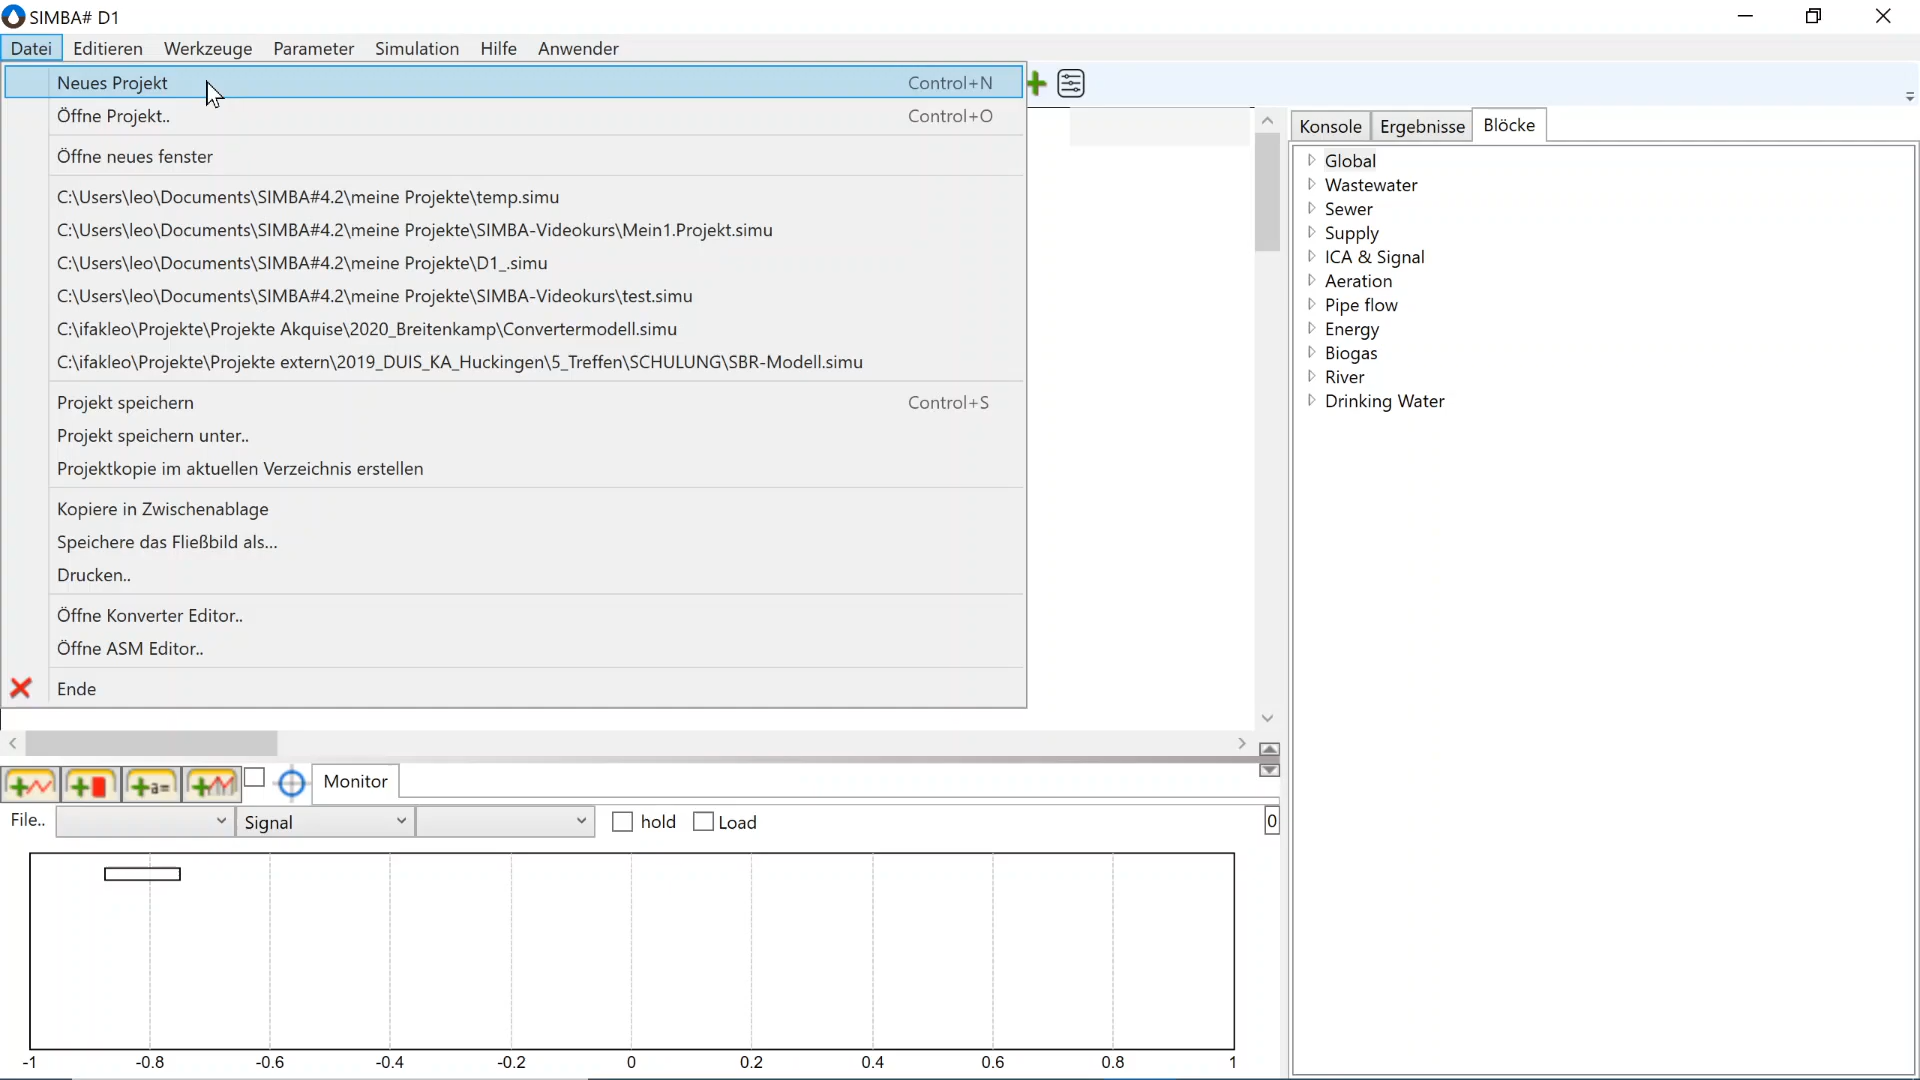 SIMBA# D1
Datei Editieren Werkzeuge Parameter Simulation Hilfe Anwender
Neues Projekt Control+N
Öffne Projekt.. Control+O
Öffne neues fenster
C:\Users\leo\Documents\SIMBA#4.2\meine Projekte\temp.simu
C:\Users\leo\Documents\SIMBA#4.2\meine Projekte\SIMBA-Videokurs\Mein1.Projekt.simu
C:\Users\leo\Documents\SIMBA#4.2\meine Projekte\D1_.simu
C:\Users\leo\Documents\SIMBA#4.2\meine Projekte\SIMBA-Videokurs\test.simu
C:\ifakleo\Projekte\Projekte Akquise\2020_Breitenkamp\Convertermodell.simu
C:\ifakleo\Projekte\Projekte extern\2019_DUIS_KA_Huckingen\5_Treffen\SCHULUNG\SBR-Modell.simu
Projekt speichern Control+S
Projekt speichern unter..
Projektkopie im aktuellen Verzeichnis erstellen
Kopiere in Zwischenablage
Speichere das Fließbild als...
Drucken..
Öffne Konverter Editor..
Öffne ASM Editor..
Ende
Konsole Ergebnisse Blöcke
Global
Wastewater
Sewer
Supply
ICA & Signal
Aeration
Pipe flow
Energy
Biogas
River
Drinking Water
a=
Monitor
File.. Signal hold Load 0
-1 -0.8 -0.6 -0.4 -0.2 0 0.2 0.4 0.6 0.8 1